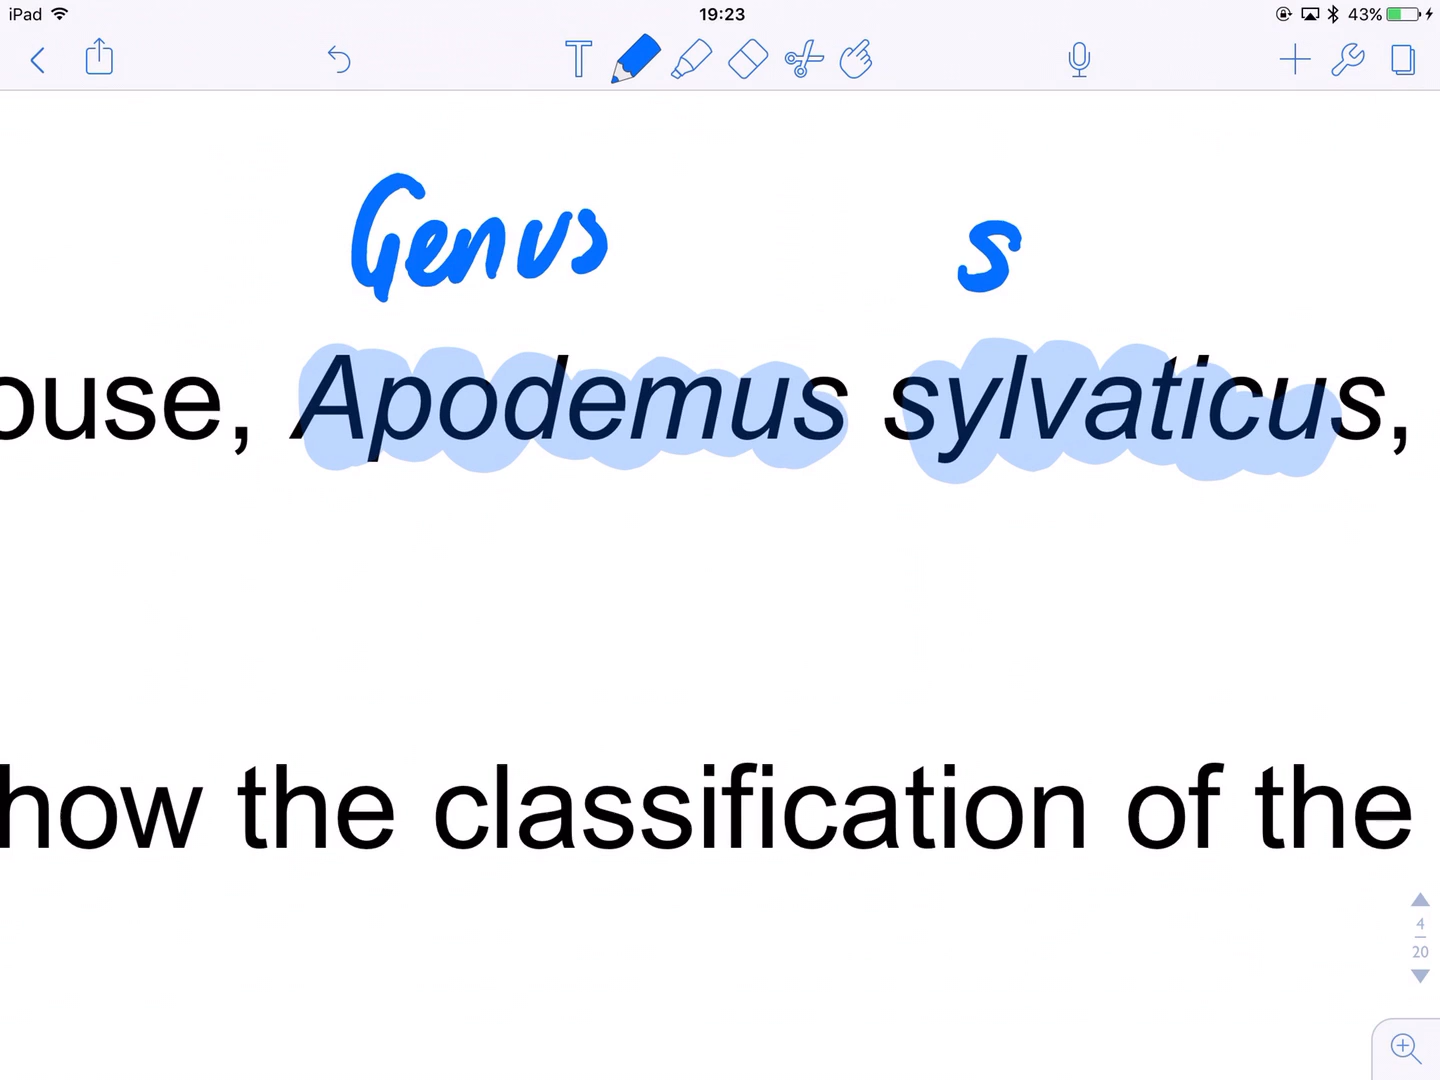 iPad 19:23 43%
T
Genus s
ouse, Apodemus sylvaticus,
how the classification of the
4
20